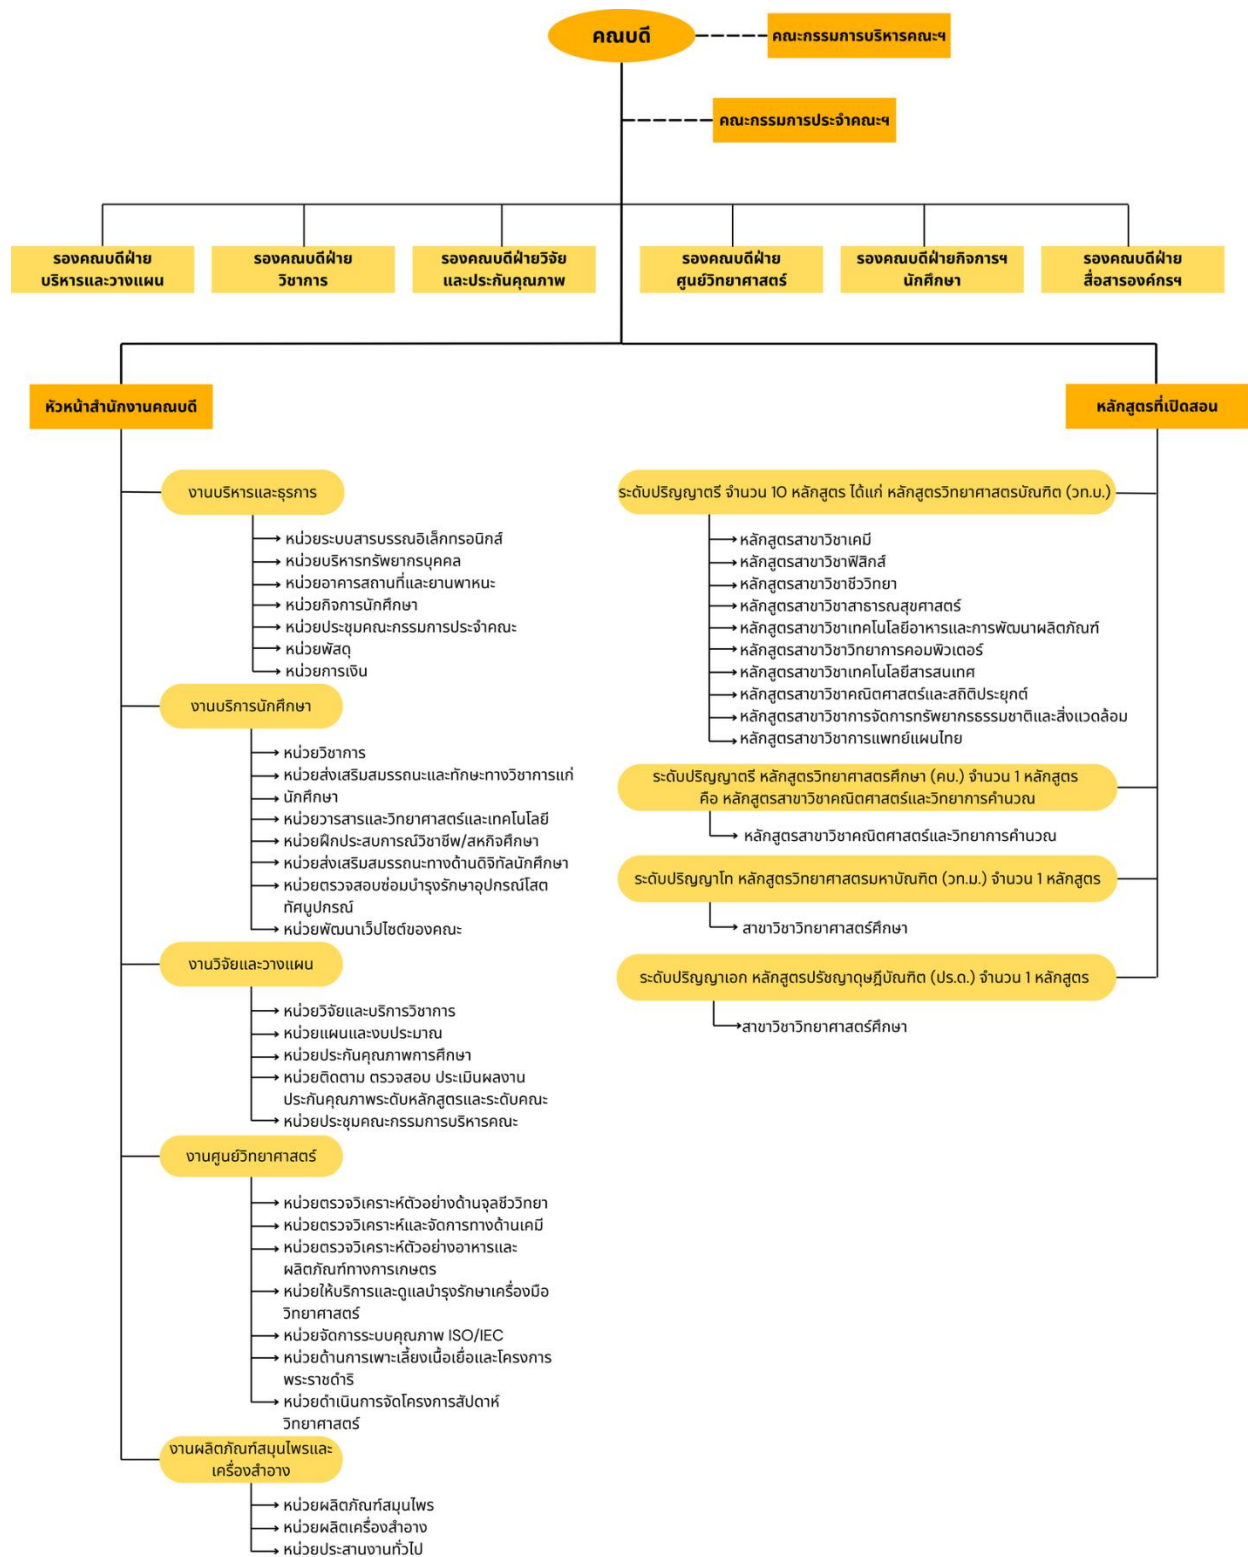 คณบดี
คณะกรรมการบริหารคณะฯ
คณะกรรมการประจำคณะฯ
รองคณบดีฝ่าย
บริหารและวางแผน
รองคณบดีฝ่าย
วิชาการ
รองคณบดีฝ่ายวิจัย
และประกันคุณภาพ
รองคณบดีฝ่าย
ศูนย์วิทยาศาสตร์
รองคณบดีฝ่ายกิจการฯ
นักศึกษา
รองคณบดีฝ่าย
สื่อสารองค์กรฯ
หัวหน้าสำนักงานคณบดี
งานบริหารและธุรการ
หน่วยระบบสารบรรณอิเล็กทรอนิกส์
หน่วยบริหารทรัพยากรบุคคล
หน่วยอาคารสถานที่และยานพาหนะ
หน่วยกิจการนักศึกษา
หน่วยประชุมคณะกรรมการประจำคณะ
หน่วยพัสดุ
หน่วยการเงิน
งานบริการนักศึกษา
หน่วยวิชาการ
หน่วยส่งเสริมสมรรถนะและทักษะทางวิชาการแก่
นักศึกษา
หน่วยวารสารและวิทยาศาสตร์และเทคโนโลยี
หน่วยฝึกประสบการณ์วิชาชีพ/สหกิจศึกษา
หน่วยส่งเสริมสมรรถนะทางด้านดิจิทัลนักศึกษา
หน่วยตรวจสอบซ่อมบำรุงรักษาอุปกรณ์โสต
ทัศนูปกรณ์
หน่วยพัฒนาเว็ปไซต์ของคณะ
งานวิจัยและวางแผน
หน่วยวิจัยและบริการวิชาการ
หน่วยแผนและงบประมาณ
หน่วยประกันคุณภาพการศึกษา
หน่วยติดตาม ตรวจสอบ ประเมินผลงาน
ประกันคุณภาพระดับหลักสูตรและระดับคณะ
หน่วยประชุมคณะกรรมการบริหารคณะ
งานศูนย์วิทยาศาสตร์
หน่วยตรวจวิเคราะห์ตัวอย่างด้านจุลชีววิทยา
หน่วยตรวจวิเคราะห์และจัดการทางด้านเคมี
หน่วยตรวจวิเคราะห์ตัวอย่างอาหารและ
ผลิตภัณฑ์ทางการเกษตร
หน่วยให้บริการและดูแลบำรุงรักษาเครื่องมือ
วิทยาศาสตร์
หน่วยจัดการระบบคุณภาพ ISO/IEC
หน่วยด้านการเพาะเลี้ยงเนื้อเยื่อและโครงการ
พระราชดำริ
หน่วยดำเนินการจัดโครงการสัปดาห์
วิทยาศาสตร์
งานผลิตภัณฑ์สมุนไพรและ
เครื่องสำอาง
หน่วยผลิตภัณฑ์สมุนไพร
หน่วยผลิตเครื่องสำอาง
หน่วยประสานงานทั่วไป
หลักสูตรที่เปิดสอน
ระดับปริญญาตรี จำนวน 10 หลักสูตร ได้แก่ หลักสูตรวิทยาศาสตรบัณฑิต (วท.บ.)
หลักสูตรสาขาวิชาเคมี
หลักสูตรสาขาวิชาฟิสิกส์
หลักสูตรสาขาวิชาชีววิทยา
หลักสูตรสาขาวิชาสาธารณสุขศาสตร์
หลักสูตรสาขาวิชาเทคโนโลยีอาหารและการพัฒนาผลิตภัณฑ์
หลักสูตรสาขาวิชาวิทยาการคอมพิวเตอร์
หลักสูตรสาขาวิชาเทคโนโลยีสารสนเทศ
หลักสูตรสาขาวิชาคณิตศาสตร์และสถิติประยุกต์
หลักสูตรสาขาวิชาการจัดการทรัพยากรธรรมชาติและสิ่งแวดล้อม
หลักสูตรสาขาวิชาการแพทย์แผนไทย
ระดับปริญญาตรี หลักสูตรวิทยาศาสตรศึกษา (คบ.) จำนวน 1 หลักสูตร
คือ หลักสูตรสาขาวิชาคณิตศาสตร์และวิทยาการคำนวณ
หลักสูตรสาขาวิชาคณิตศาสตร์และวิทยาการคำนวณ
ระดับปริญญาโท หลักสูตรวิทยาศาสตรมหาบัณฑิต (วท.ม.) จำนวน 1 หลักสูตร
สาขาวิชาวิทยาศาสตร์ศึกษา
ระดับปริญญาเอก หลักสูตรปรัชญาดุษฎีบัณฑิต (ปร.ด.) จำนวน 1 หลักสูตร
สาขาวิชาวิทยาศาสตร์ศึกษา